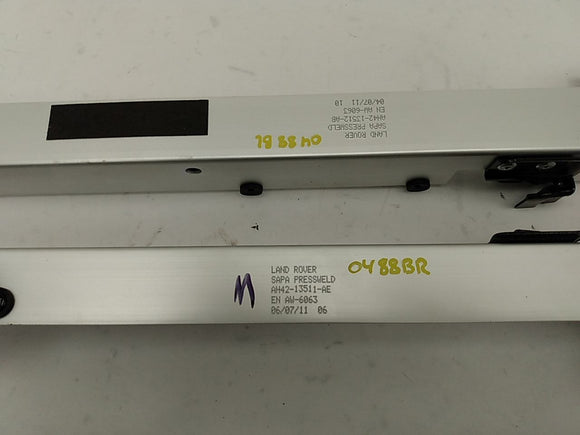 LAND ROVER
SAPA PRESSWELD
AH42-13512-AB
EN AW-6063
04/07/11 10
0488BL
LAND ROVER
SAPA PRESSWELD
AH42-13511-AE
EN AW-6063
06/07/11 06
M
0488BR